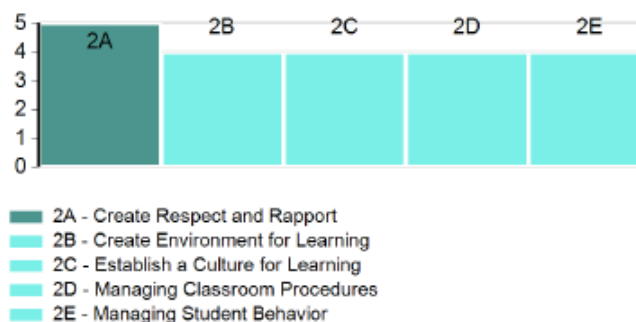 5
4
3
2
1
0
2A
2B
2C
2D
2E
2A - Create Respect and Rapport
2B - Create Environment for Learning
2C - Establish a Culture for Learning
2D - Managing Classroom Procedures
2E - Managing Student Behavior